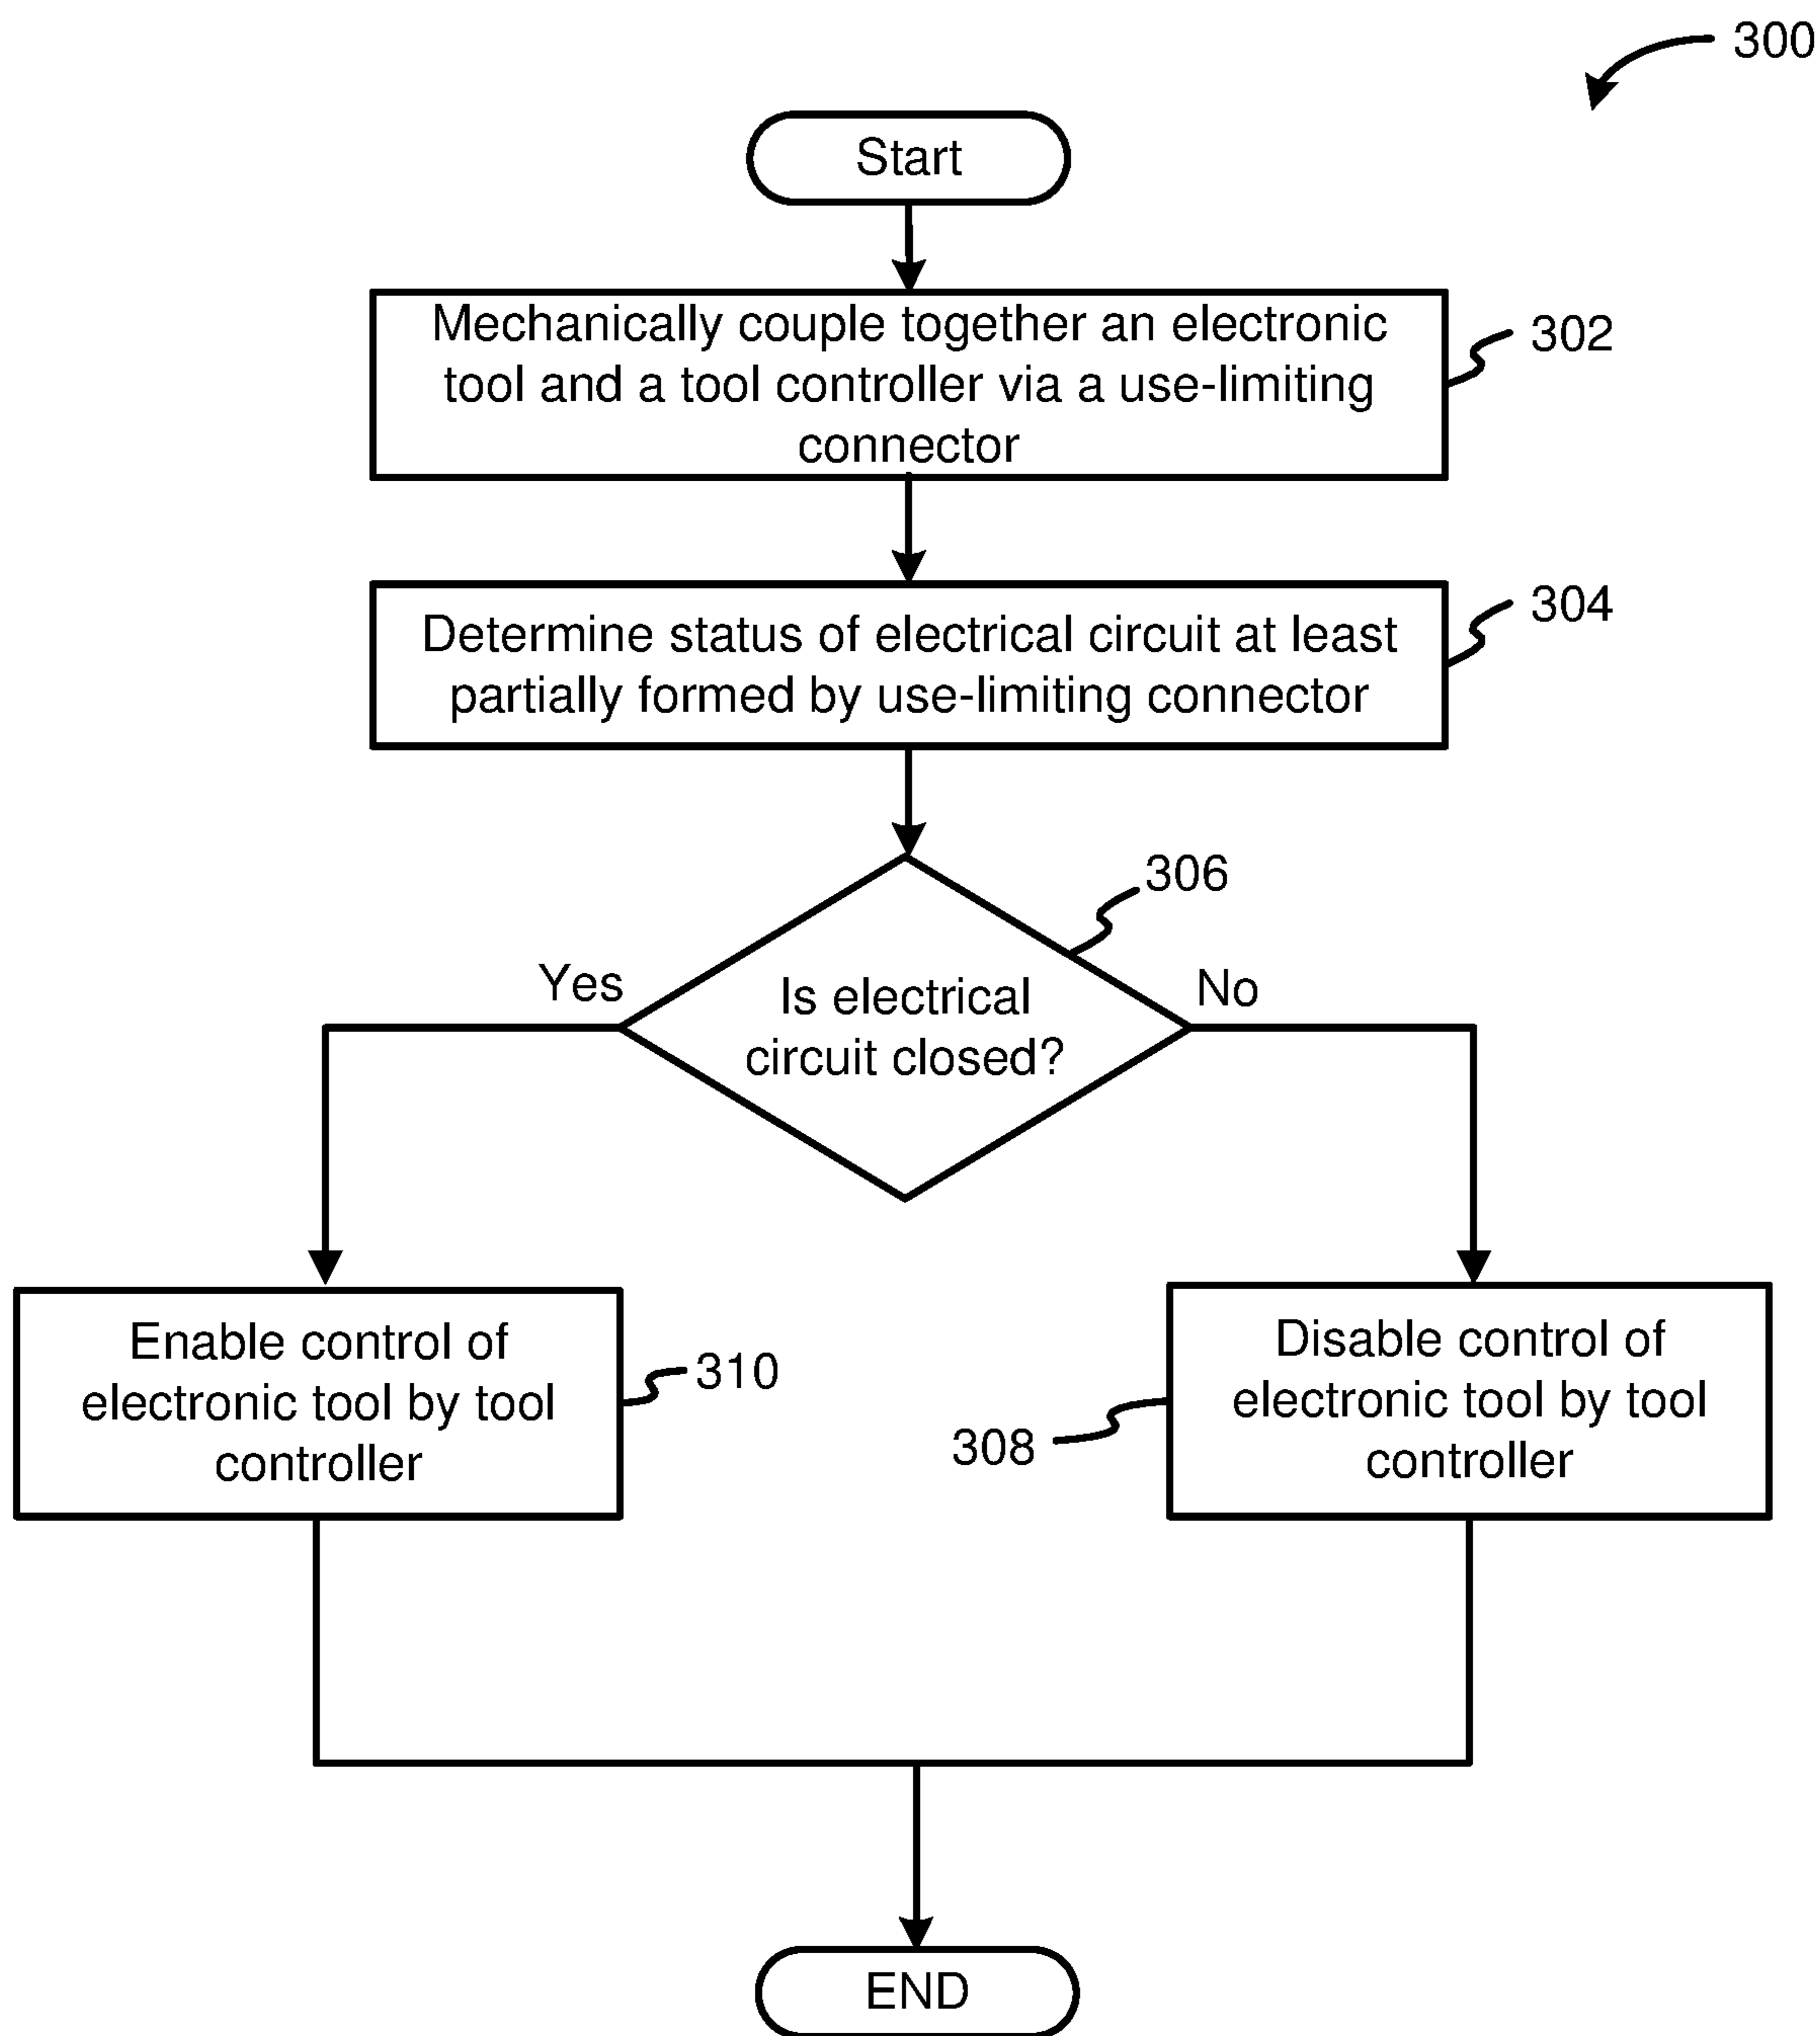 300
Start
Mechanically couple together an electronic
tool and a tool controller via a use-limiting
connector
302
Determine status of electrical circuit at least
partially formed by use-limiting connector
304
306
Yes
No
Is electrical
circuit closed?
Enable control of
electronic tool by tool
controller
310
Disable control of
electronic tool by tool
controller
308
END